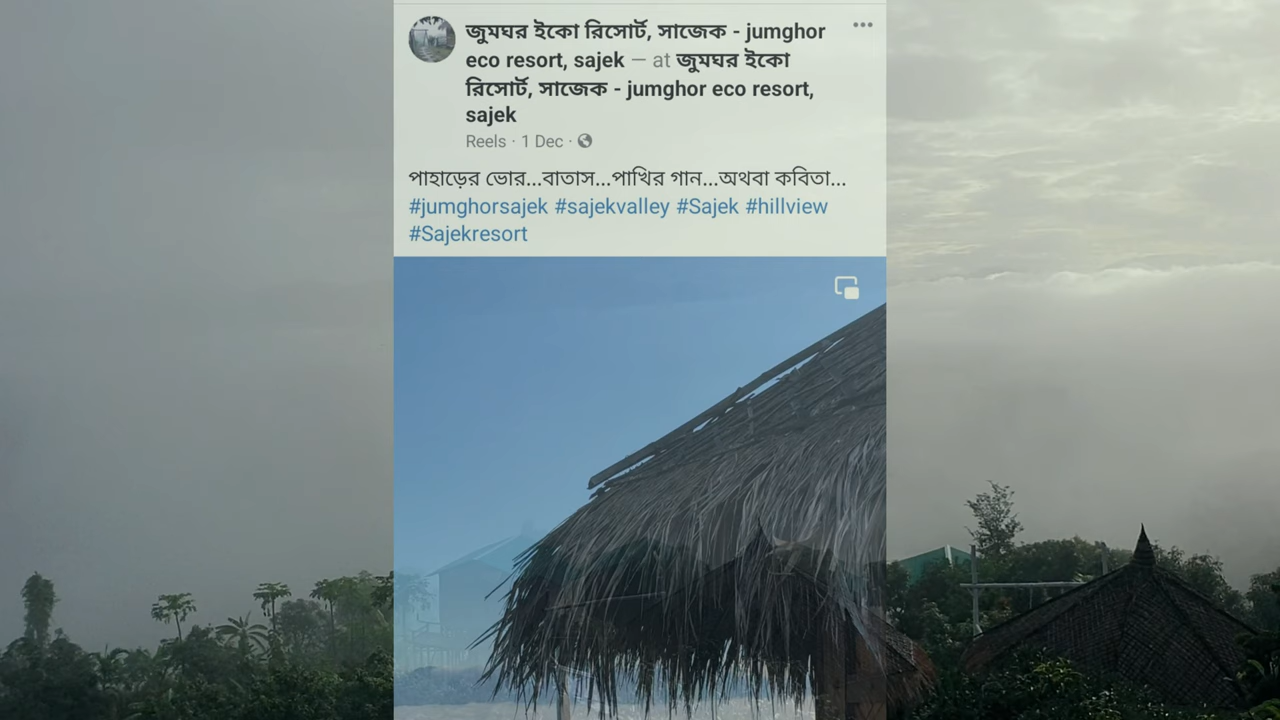 জুমঘর ইকো রিসোর্ট, সাজেক - jumghor
eco resort, sajek — at জুমঘর ইকো
রিসোর্ট, সাজেক - jumghor eco resort,
sajek
Reels · 1 Dec ·
পাহাড়ের ভোর...বাতাস...পাখির গান...অথবা কবিতা...
#jumghorsajek #sajekvalley #Sajek #hillview
#Sajekresort